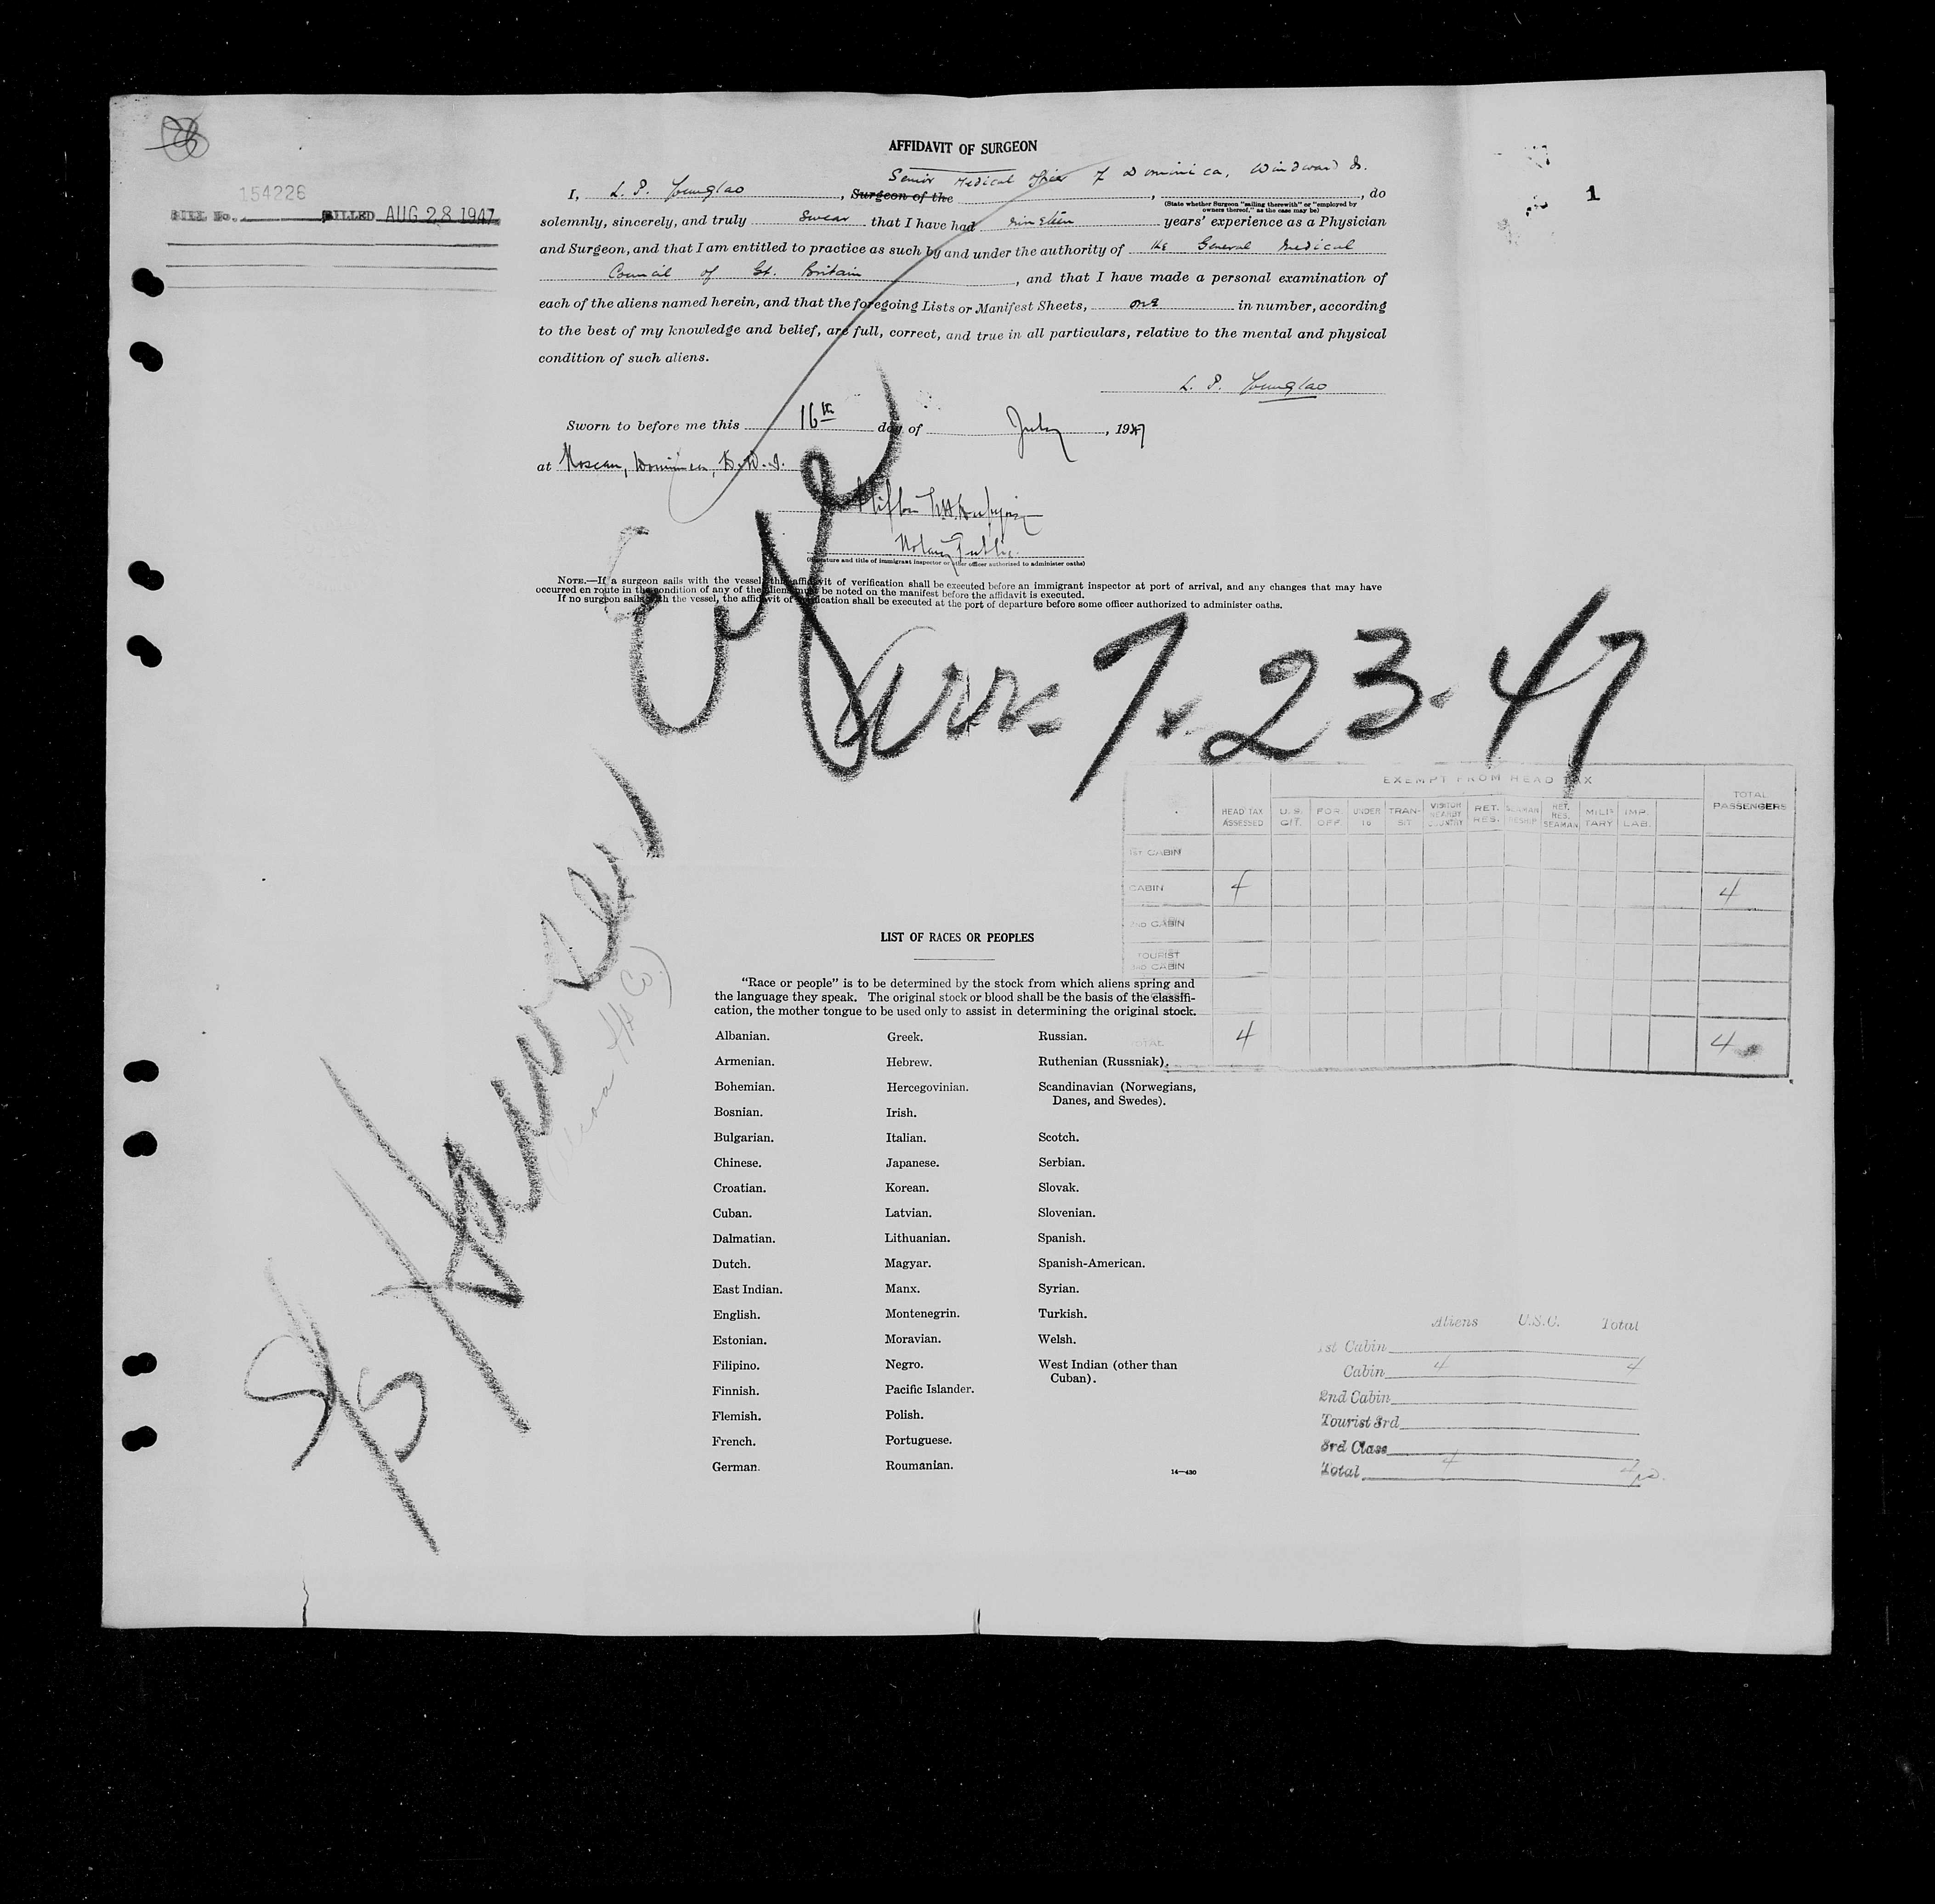 154226
BILL No. BILLED AUG 28 1947
1
AFFIDAVIT OF SURGEON
Senior Medical Officer of Dominica, Windward Is.
I, L. P. Younglao, Surgeon of the , , do
(State whether Surgeon "sailing therewith" or "employed by
owners thereof," as the case may be)
solemnly, sincerely, and truly swear that I have had nineteen years' experience as a Physician
and Surgeon, and that I am entitled to practice as such by and under the authority of the General Medical
Council of Gt. Britain, and that I have made a personal examination of
each of the aliens named herein, and that the foregoing Lists or Manifest Sheets, one in number, according
to the best of my knowledge and belief, are full, correct, and true in all particulars, relative to the mental and physical
condition of such aliens.
L. P. Younglao
Sworn to before me this 16th day of July, 1947
at Roseau, Dominica, B.W.I.
Clifton
Notary Public.
(Signature and title of immigrant inspector or other officer authorized to administer oaths)
NOTE.—If a surgeon sails with the vessel, this affidavit of verification shall be executed before an immigrant inspector at port of arrival, and any changes that may have
occurred en route in the condition of any of the aliens must be noted on the manifest before the affidavit is executed.
If no surgeon sails with the vessel, the affidavit of verification shall be executed at the port of departure before some officer authorized to administer oaths.
Arr. 7.23.47
S/S
EXEMPT FROM HEAD TAX
HEAD TAX ASSESSED U.S. CIT. FOR. OFF. UNDER 16 TRANSIT VISITOR NEARBY COUNTRY RET. RES. SEAMAN RESHIP RET. RES. SEAMAN MILITARY IMP. LAB. TOTAL PASSENGERS
1ST CABIN
CABIN 4 4
2ND CABIN
TOURIST
3RD CABIN
TOTAL 4 4
LIST OF RACES OR PEOPLES
"Race or people" is to be determined by the stock from which aliens spring and
the language they speak. The original stock or blood shall be the basis of the classifi-
cation, the mother tongue to be used only to assist in determining the original stock.
Albanian.
Armenian.
Bohemian.
Bosnian.
Bulgarian.
Chinese.
Croatian.
Cuban.
Dalmatian.
Dutch.
East Indian.
English.
Estonian.
Filipino.
Finnish.
Flemish.
French.
German.
Greek.
Hebrew.
Hercegovinian.
Irish.
Italian.
Japanese.
Korean.
Latvian.
Lithuanian.
Magyar.
Manx.
Montenegrin.
Moravian.
Negro.
Pacific Islander.
Polish.
Portuguese.
Roumanian.
Russian.
Ruthenian (Russniak).
Scandinavian (Norwegians,
Danes, and Swedes).
Scotch.
Serbian.
Slovak.
Slovenian.
Spanish.
Spanish-American.
Syrian.
Turkish.
Welsh.
West Indian (other than
Cuban).
14—430
Aliens U.S.C. Total
1st Cabin
Cabin 4 4
2nd Cabin
Tourist 3rd
3rd Class
Total 4 4